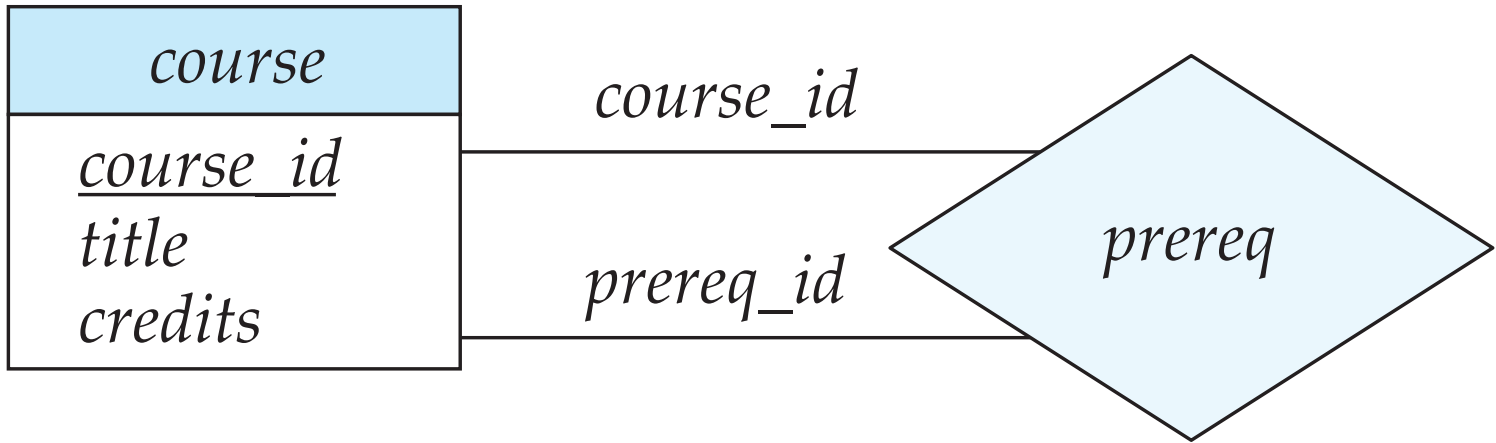 course
course_id
title
credits
course_id
prereq_id
prereq